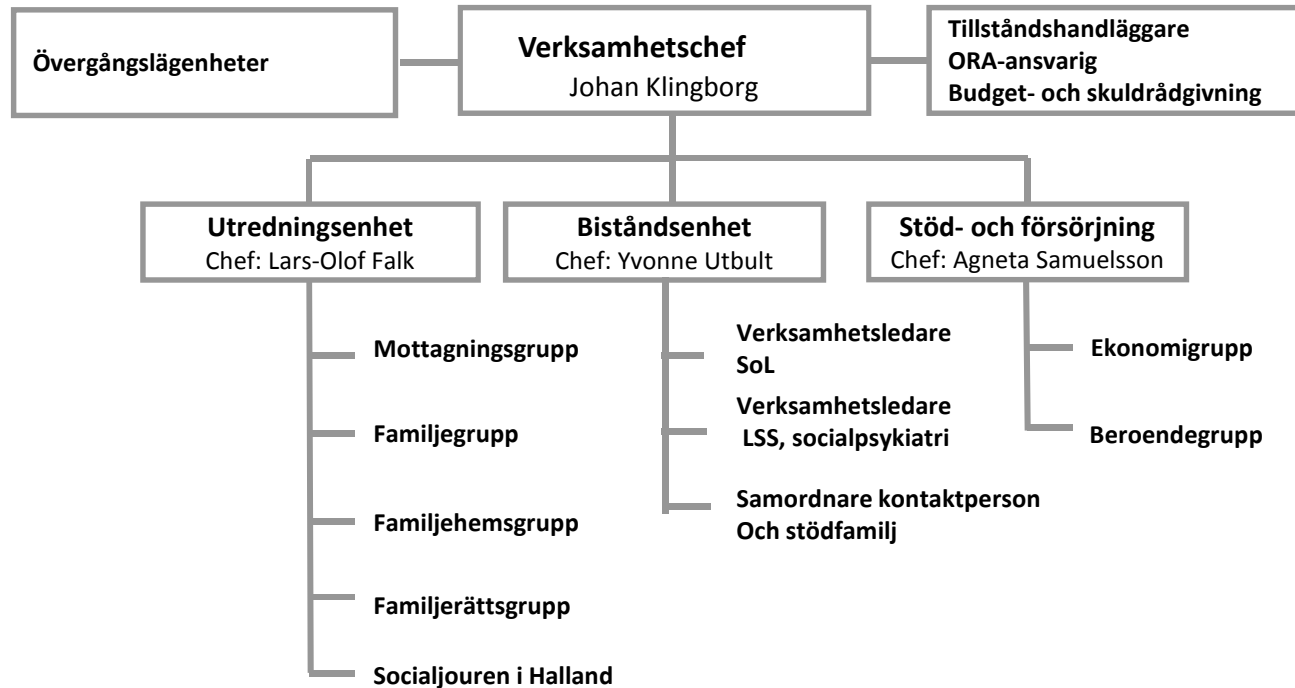 Övergångslägenheter
Verksamhetschef
Johan Klingborg
Tillståndshandläggare
ORA-ansvarig
Budget- och skuldrådgivning
Utredningsenhet
Chef: Lars-Olof Falk
Biståndsenhet
Chef: Yvonne Utbult
Stöd- och försörjning
Chef: Agneta Samuelsson
Mottagningsgrupp
Familjegrupp
Familjehemsgrupp
Familjerättsgrupp
Socialjouren i Halland
Verksamhetsledare
SoL
Verksamhetsledare
LSS, socialpsykiatri
Samordnare kontaktperson
Och stödfamilj
Ekonomigrupp
Beroendegrupp